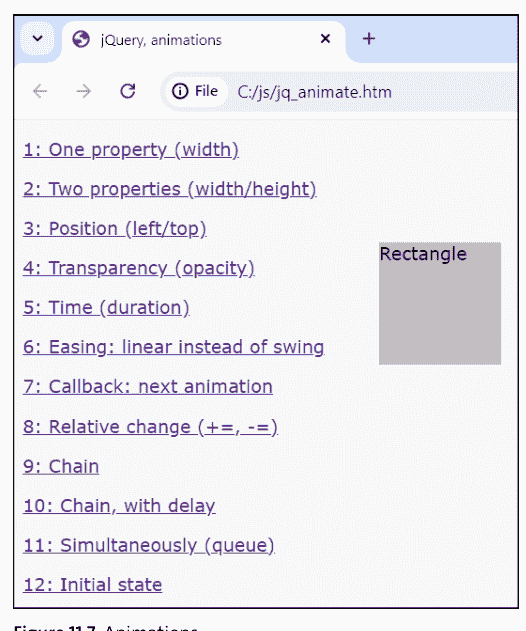 jQuery, animations
File C:/js/jq_animate.htm
1: One property (width)
2: Two properties (width/height)
3: Position (left/top)
Rectangle
4: Transparency (opacity)
5: Time (duration)
6: Easing: linear instead of swing
7: Callback: next animation
8: Relative change (+=, -=)
9: Chain
10: Chain, with delay
11: Simultaneously (queue)
12: Initial state
Figure 11.7 Animations